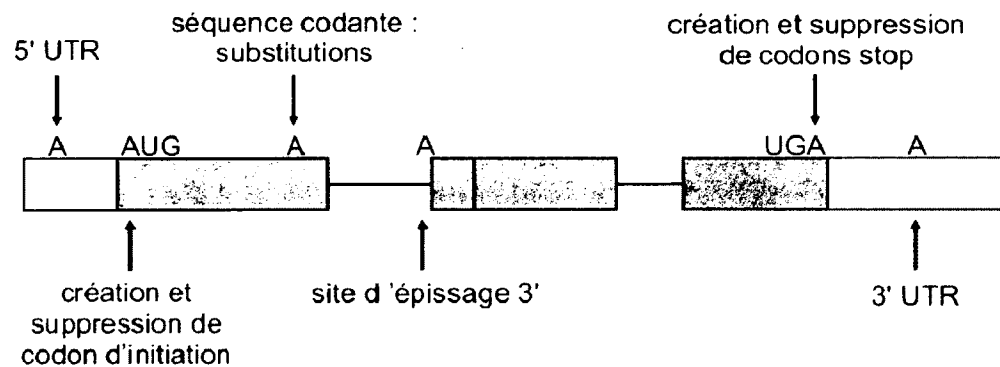 séquence codante :
substitutions
création et suppression
de codons stop
5' UTR
A
AUG
A
A
UGA
A
création et
suppression de
codon d'initiation
site d 'épissage 3'
3' UTR